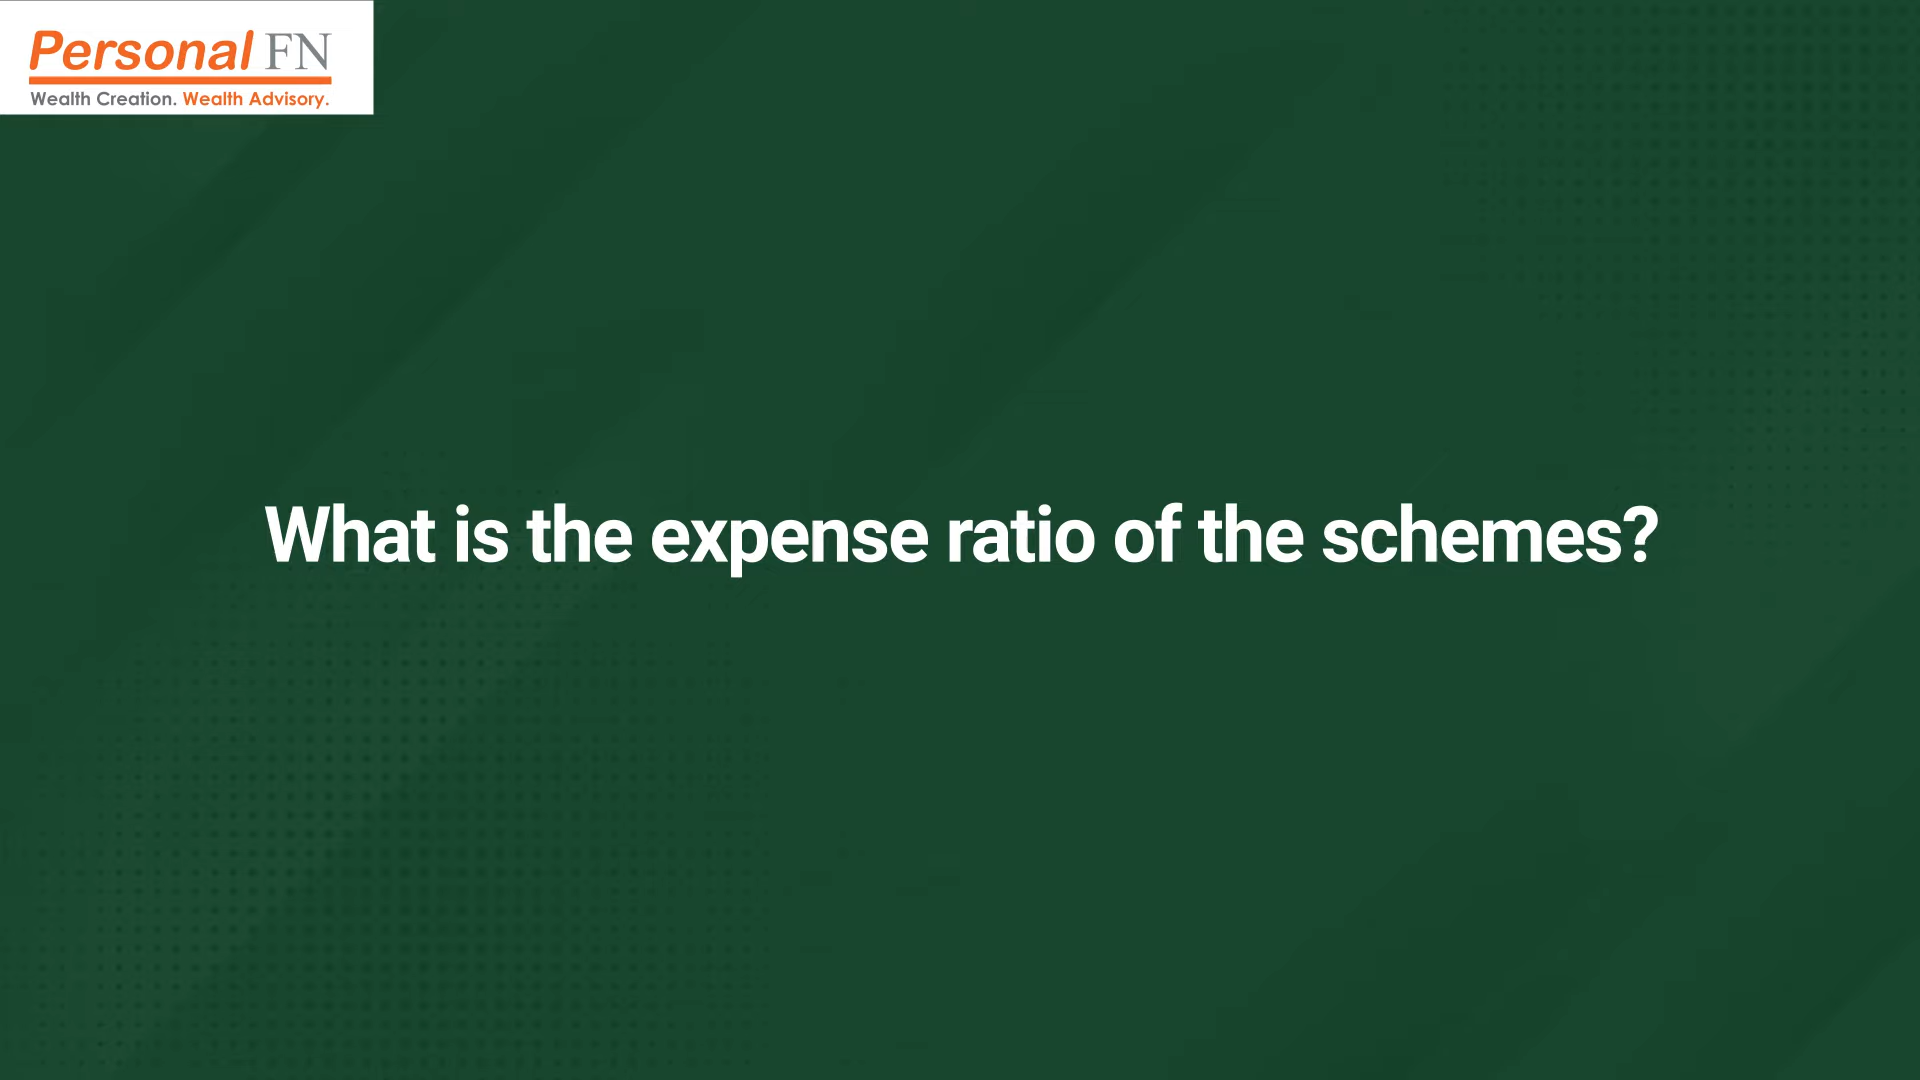 Personal FN
Wealth Creation. Wealth Advisory.
What is the expense ratio of the schemes?